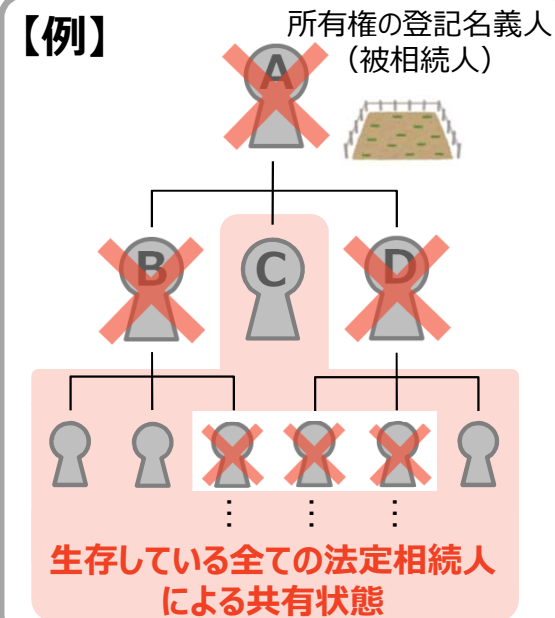 【例】
所有権の登記名義人
（被相続人）
A
B
C
D
⋮ ⋮ ⋮
生存している全ての法定相続人
による共有状態